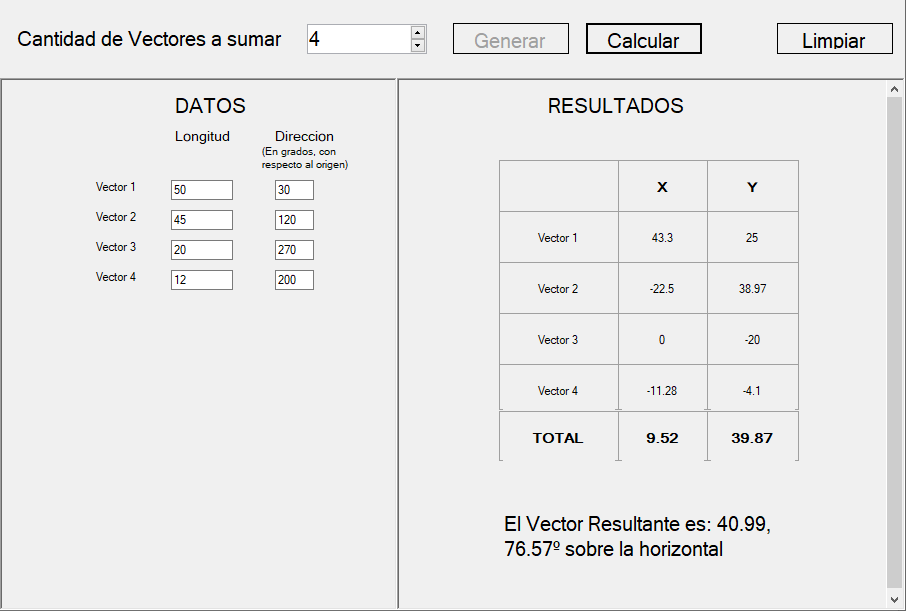 Cantidad de Vectores a sumar 4 Generar Calcular Limpiar
DATOS
Longitud Direccion
(En grados, con
respecto al origen)
Vector 1 50 30
Vector 2 45 120
Vector 3 20 270
Vector 4 12 200
RESULTADOS
X Y
Vector 1 43.3 25
Vector 2 -22.5 38.97
Vector 3 0 -20
Vector 4 -11.28 -4.1
TOTAL 9.52 39.87
El Vector Resultante es: 40.99,
76.57º sobre la horizontal